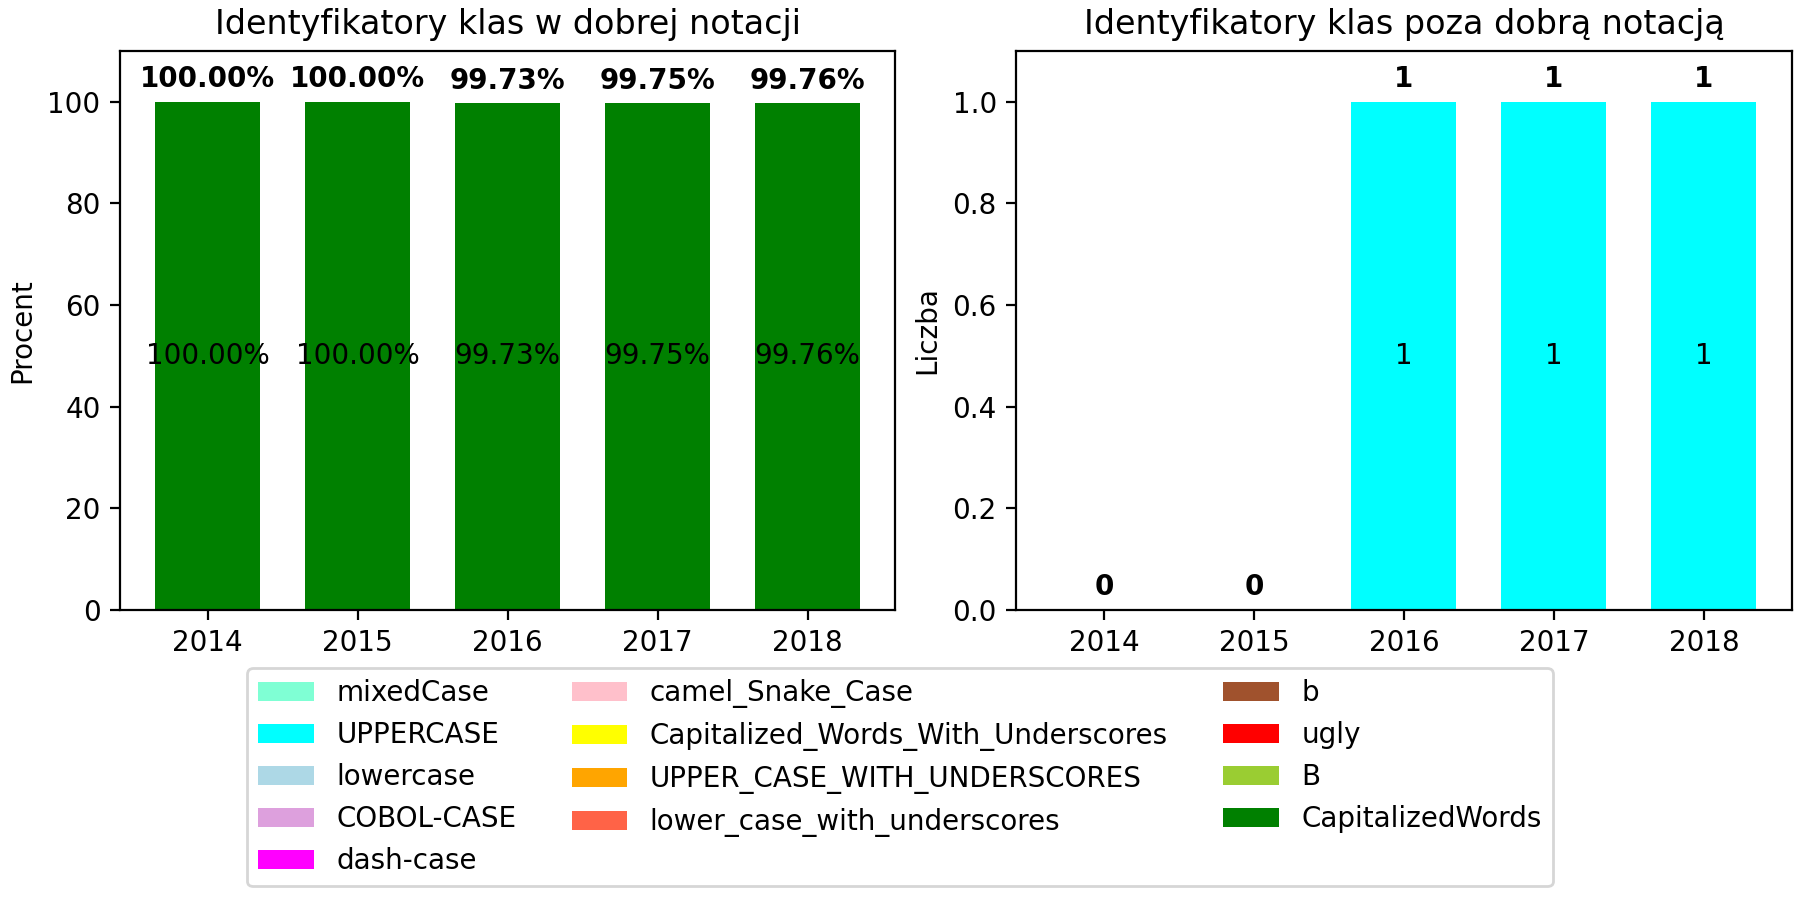 Identyfikatory klas w dobrej notacji
100.00% 100.00% 99.73% 99.75% 99.76%
100
80
60
40
20
0
Procent
100.00% 100.00% 99.73% 99.75% 99.76%
2014 2015 2016 2017 2018
Identyfikatory klas poza dobrą notacją
1 1 1
1.0
0.8
0.6
0.4
0.2
0.0
Liczba
1 1 1
0 0
2014 2015 2016 2017 2018
mixedCase
UPPERCASE
lowercase
COBOL-CASE
dash-case
camel_Snake_Case
Capitalized_Words_With_Underscores
UPPER_CASE_WITH_UNDERSCORES
lower_case_with_underscores
b
ugly
B
CapitalizedWords